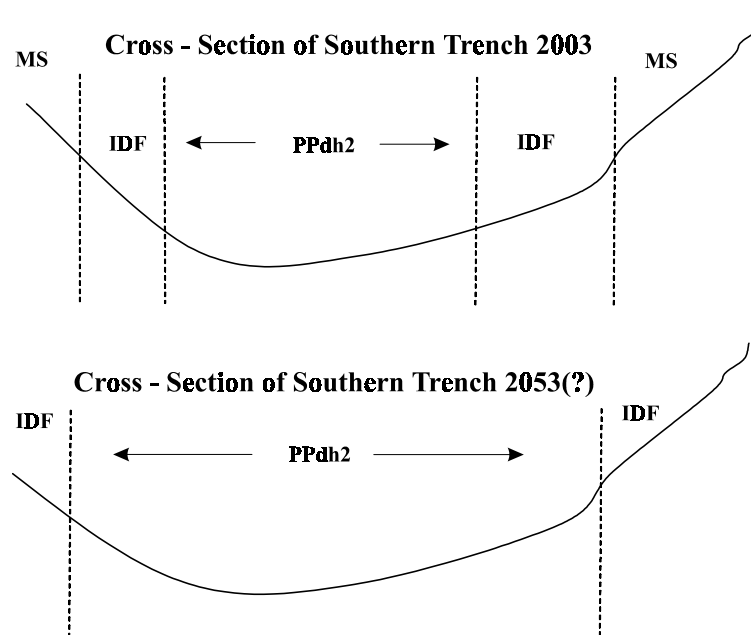 Cross - Section of Southern Trench 2003
MS
MS
IDF
PPdh2
IDF
Cross - Section of Southern Trench 2053(?)
IDF
IDF
PPdh2